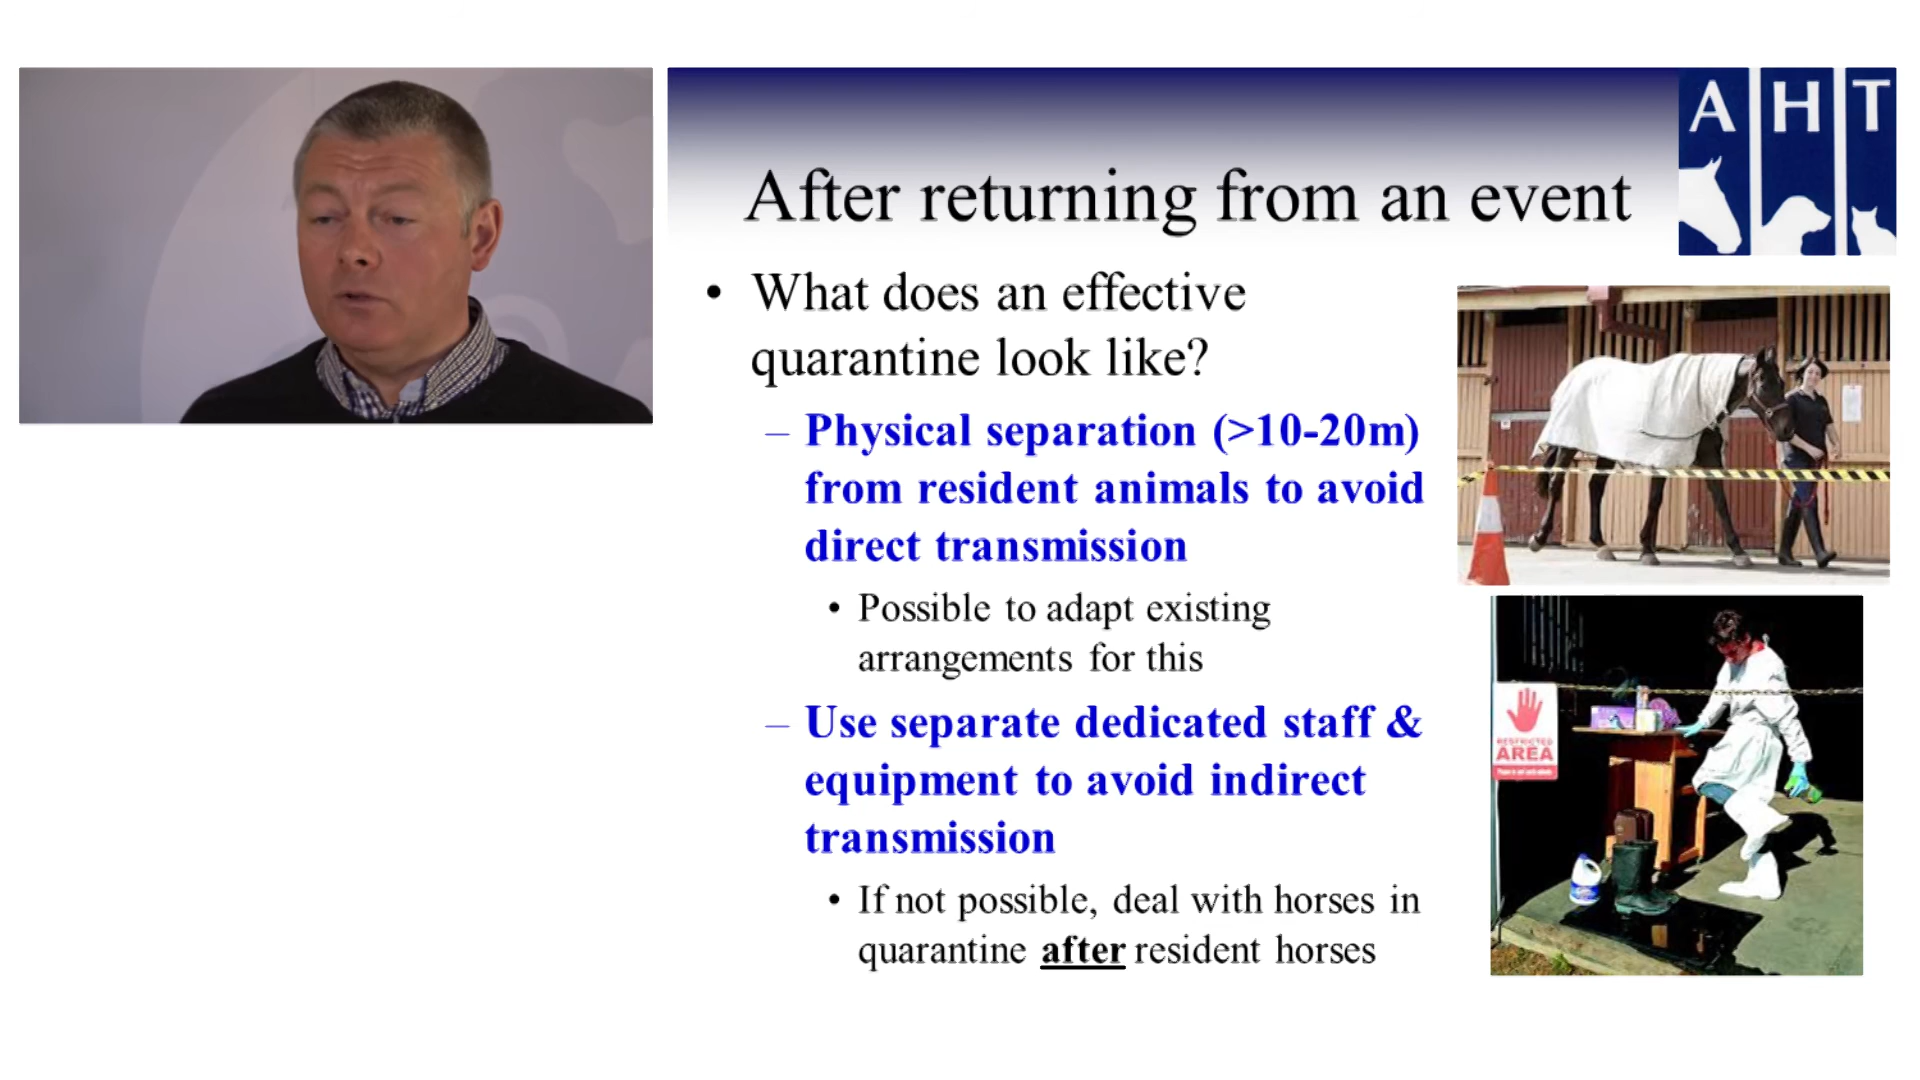 A H T
After returning from an event
• What does an effective
quarantine look like?
– Physical separation (>10-20m)
from resident animals to avoid
direct transmission
• Possible to adapt existing
arrangements for this
– Use separate dedicated staff &
equipment to avoid indirect
transmission
• If not possible, deal with horses in
quarantine after resident horses
RESTRICTED
AREA